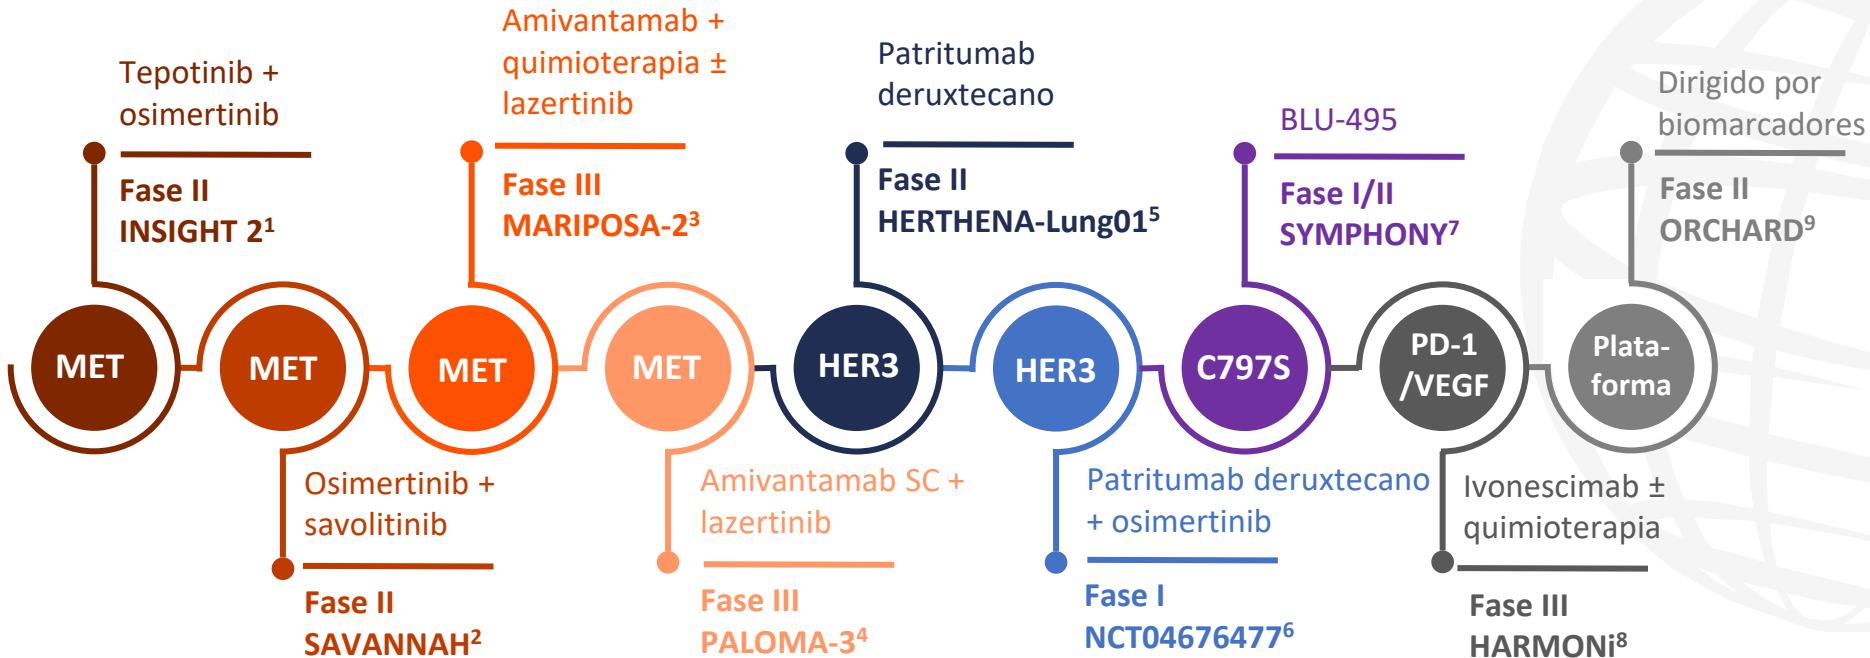 Tepotinib +
osimertinib
Fase II
INSIGHT 2¹
MET
MET
Osimertinib +
savolitinib
Fase II
SAVANNAH²
Amivantamab +
quimioterapia ±
lazertinib
Fase III
MARIPOSA-2³
MET
MET
Amivantamab SC +
lazertinib
Fase III
PALOMA-3⁴
Patritumab
deruxtecano
Fase II
HERTHENA-Lung01⁵
HER3
HER3
Patritumab deruxtecano
+ osimertinib
Fase I
NCT04676477⁶
BLU-495
Fase I/II
SYMPHONY⁷
C797S
PD-1
/VEGF
Ivonescimab ±
quimioterapia
Fase III
HARMONi⁸
Dirigido por
biomarcadores
Fase II
ORCHARD⁹
Plata-
forma